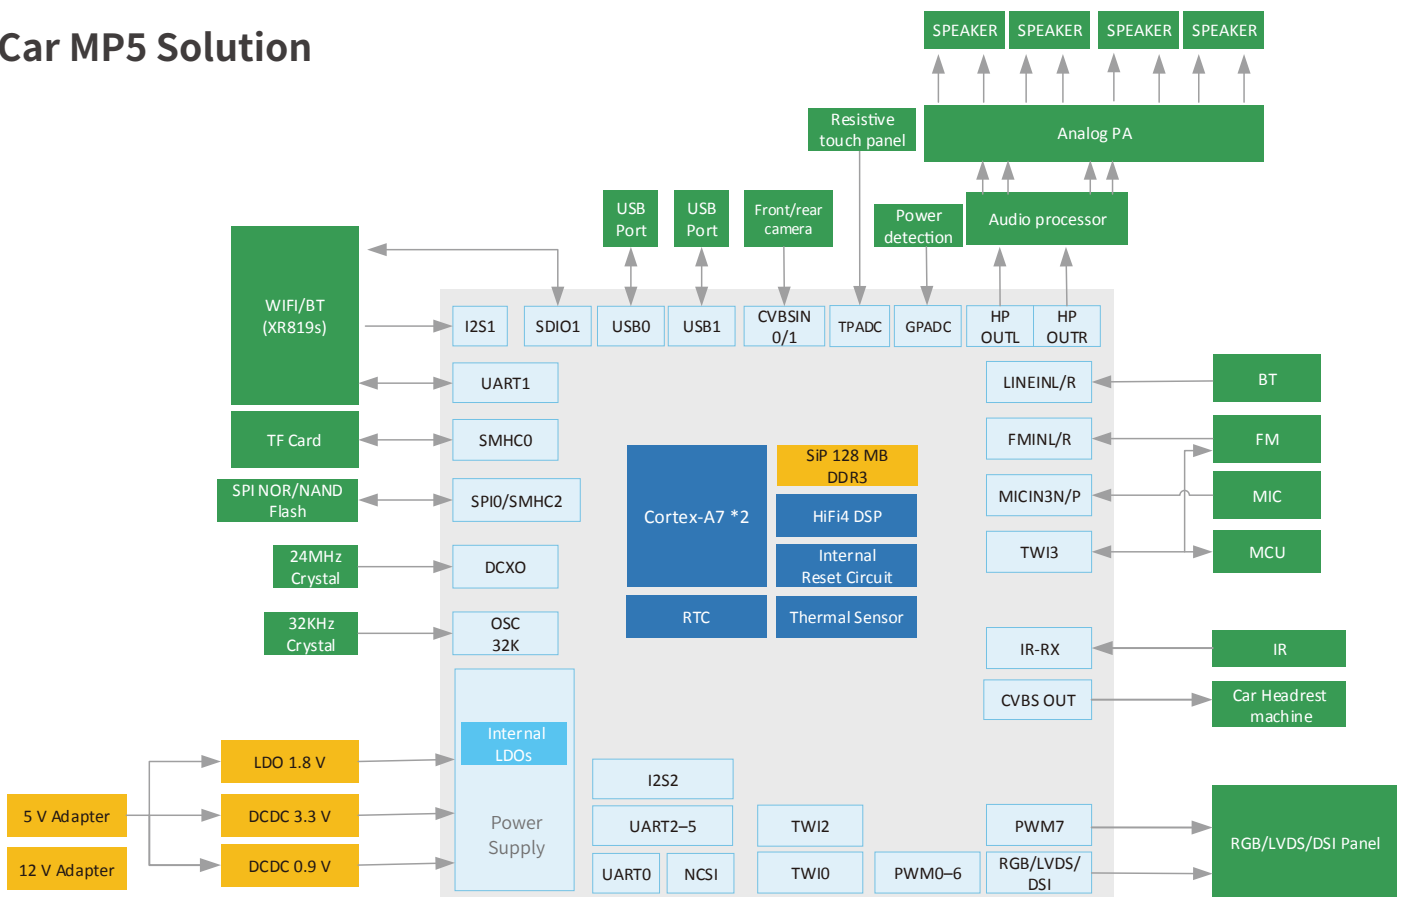 Car MP5 Solution
SPEAKER
SPEAKER
SPEAKER
SPEAKER
Analog PA
Resistive
touch panel
Audio processor
USB
Port
USB
Port
Front/rear
camera
Power
detection
WIFI/BT
(XR819s)
I2S1
SDIO1
USB0
USB1
CVBSIN
0/1
TPADC
GPADC
HP
OUTL
HP
OUTR
UART1
LINEINL/R
BT
TF Card
SMHC0
FMINL/R
FM
SPI NOR/NAND
Flash
SPI0/SMHC2
Cortex-A7 *2
SiP 128 MB
DDR3
HiFi4 DSP
MICIN3N/P
MIC
24MHz
Crystal
DCXO
Internal
Reset Circuit
TWI3
MCU
32KHz
Crystal
OSC
32K
RTC
Thermal Sensor
IR-RX
IR
CVBS OUT
Car Headrest
machine
Internal
LDOs
LDO 1.8 V
5 V Adapter
DCDC 3.3 V
12 V Adapter
DCDC 0.9 V
Power
Supply
I2S2
UART2–5
TWI2
PWM7
UART0
NCSI
TWI0
PWM0–6
RGB/LVDS/
DSI
RGB/LVDS/DSI Panel